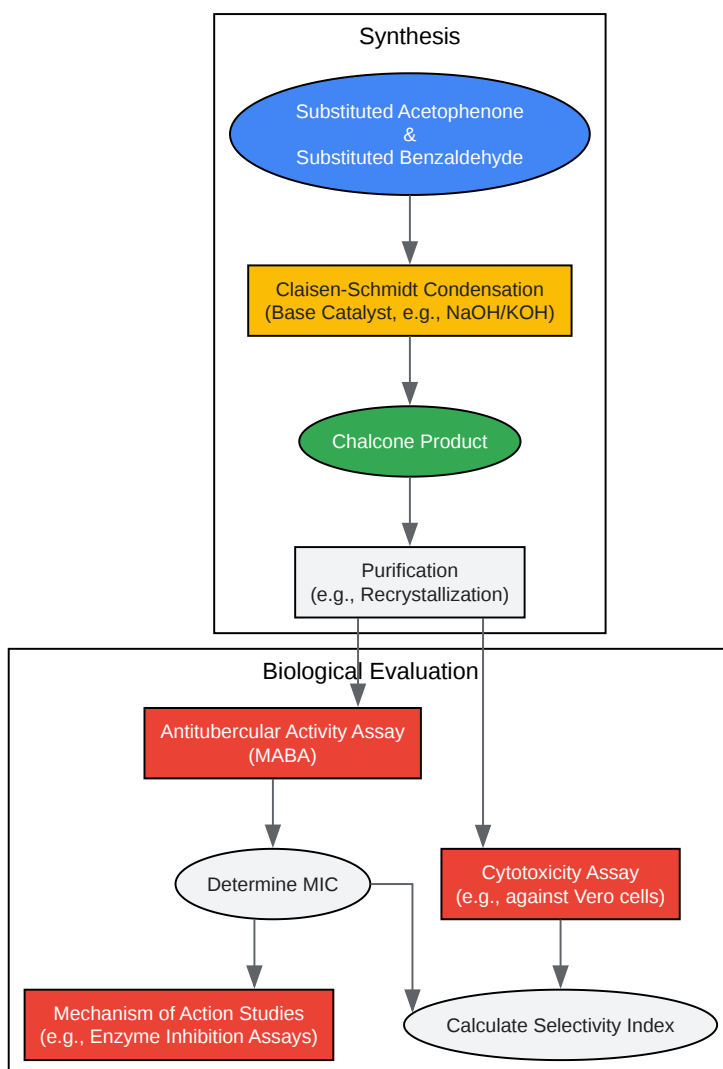 Synthesis
Substituted Acetophenone
&
Substituted Benzaldehyde
Claisen-Schmidt Condensation
(Base Catalyst, e.g., NaOH/KOH)
Chalcone Product
Purification
(e.g., Recrystallization)
Biological Evaluation
Antitubercular Activity Assay
(MABA)
Determine MIC
Cytotoxicity Assay
(e.g., against Vero cells)
Mechanism of Action Studies
(e.g., Enzyme Inhibition Assays)
Calculate Selectivity Index